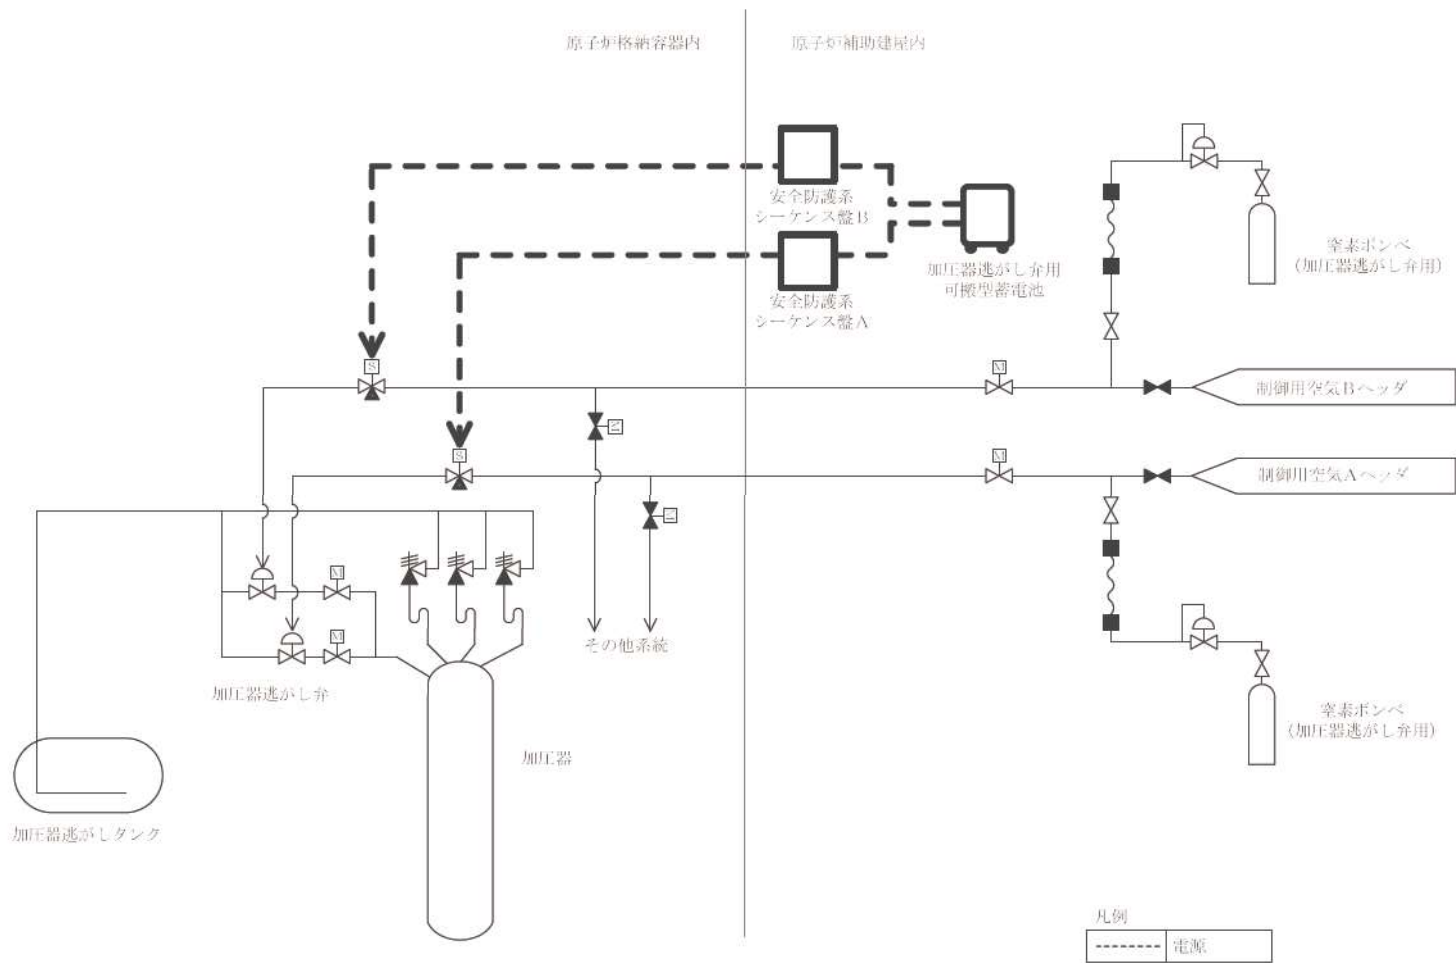 原子炉格納容器内
原子炉補助建屋内
安全防護系
シーケンス盤B
安全防護系
シーケンス盤A
加圧器逃がし弁用
可搬型蓄電池
窒素ボンベ
(加圧器逃がし弁用)
S
M
制御用空気Bヘッダ
M
S
M
制御用空気Aヘッダ
M
M
M
その他系統
加圧器逃がし弁
窒素ボンベ
(加圧器逃がし弁用)
加圧器
加圧器逃がしタンク
凡例
電源